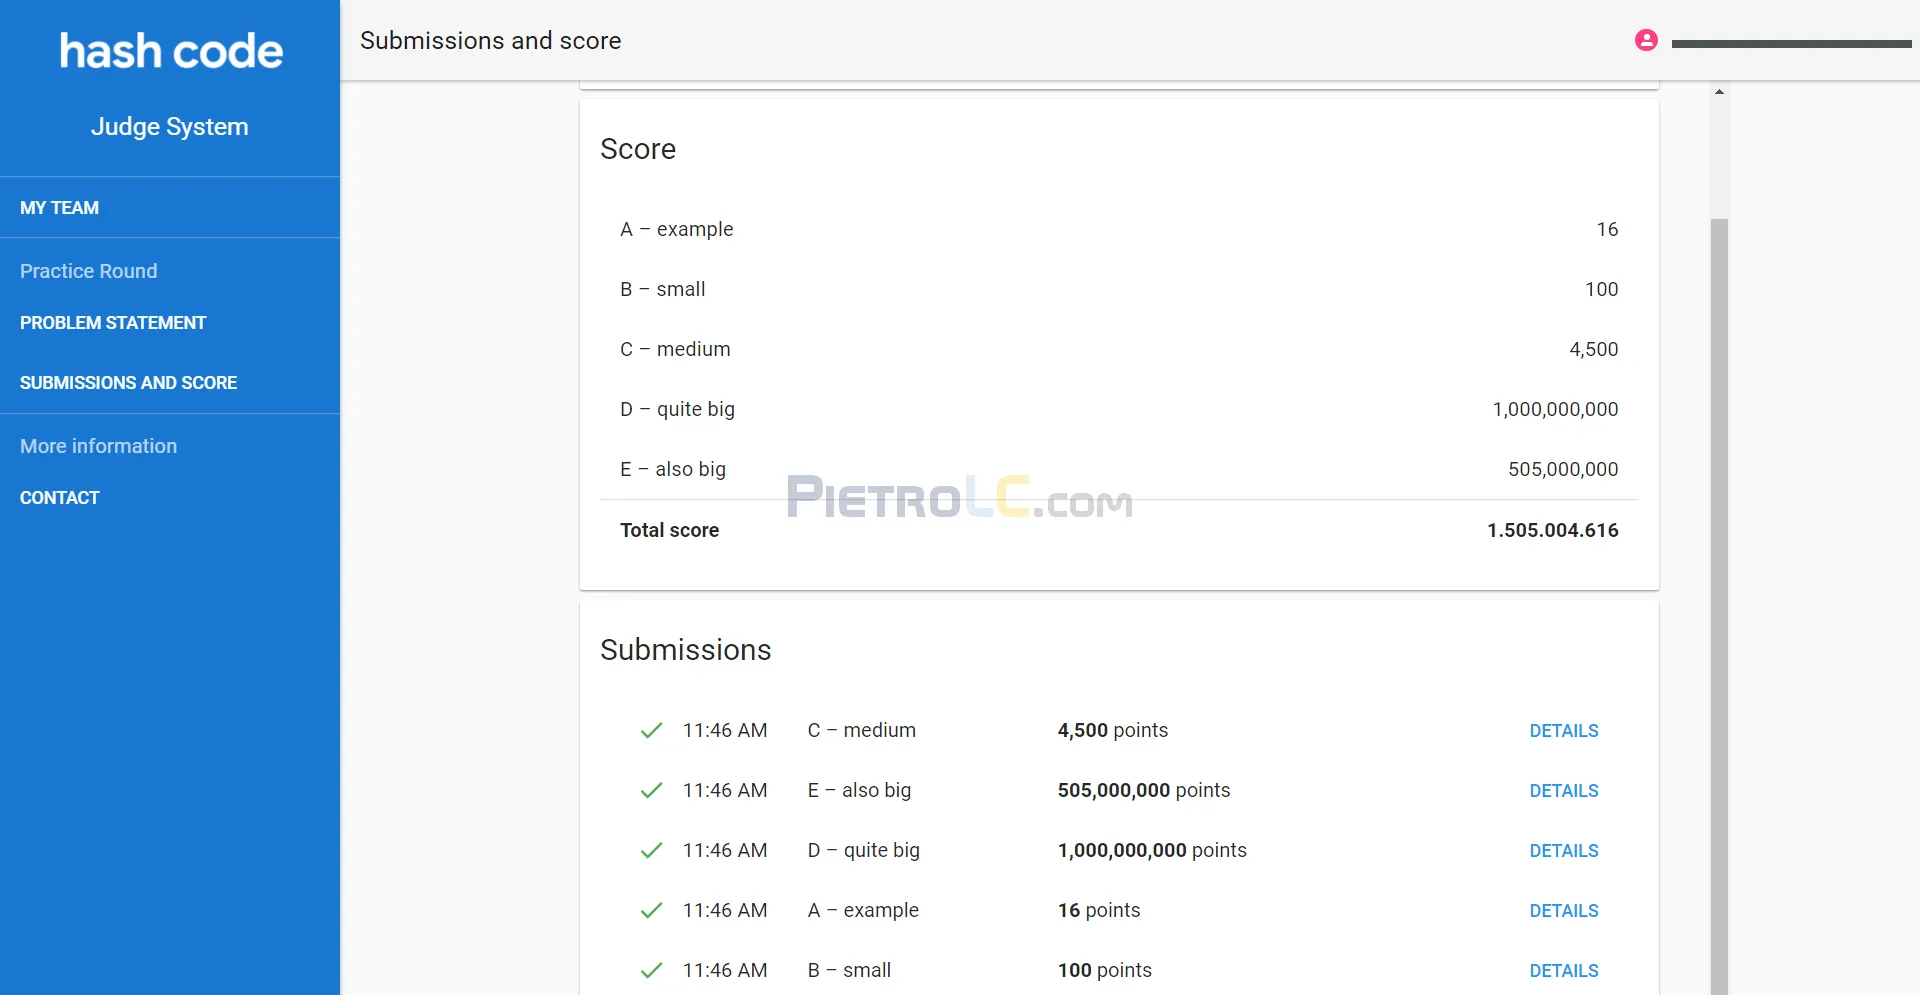 hash code
Judge System
MY TEAM
Practice Round
PROBLEM STATEMENT
SUBMISSIONS AND SCORE
More information
CONTACT
Submissions and score
Score
A – example 16
B – small 100
C – medium 4,500
D – quite big 1,000,000,000
E – also big 505,000,000
PIETROLC.COM
Total score 1.505.004.616
Submissions
11:46 AM C – medium 4,500 points DETAILS
11:46 AM E – also big 505,000,000 points DETAILS
11:46 AM D – quite big 1,000,000,000 points DETAILS
11:46 AM A – example 16 points DETAILS
11:46 AM B – small 100 points DETAILS